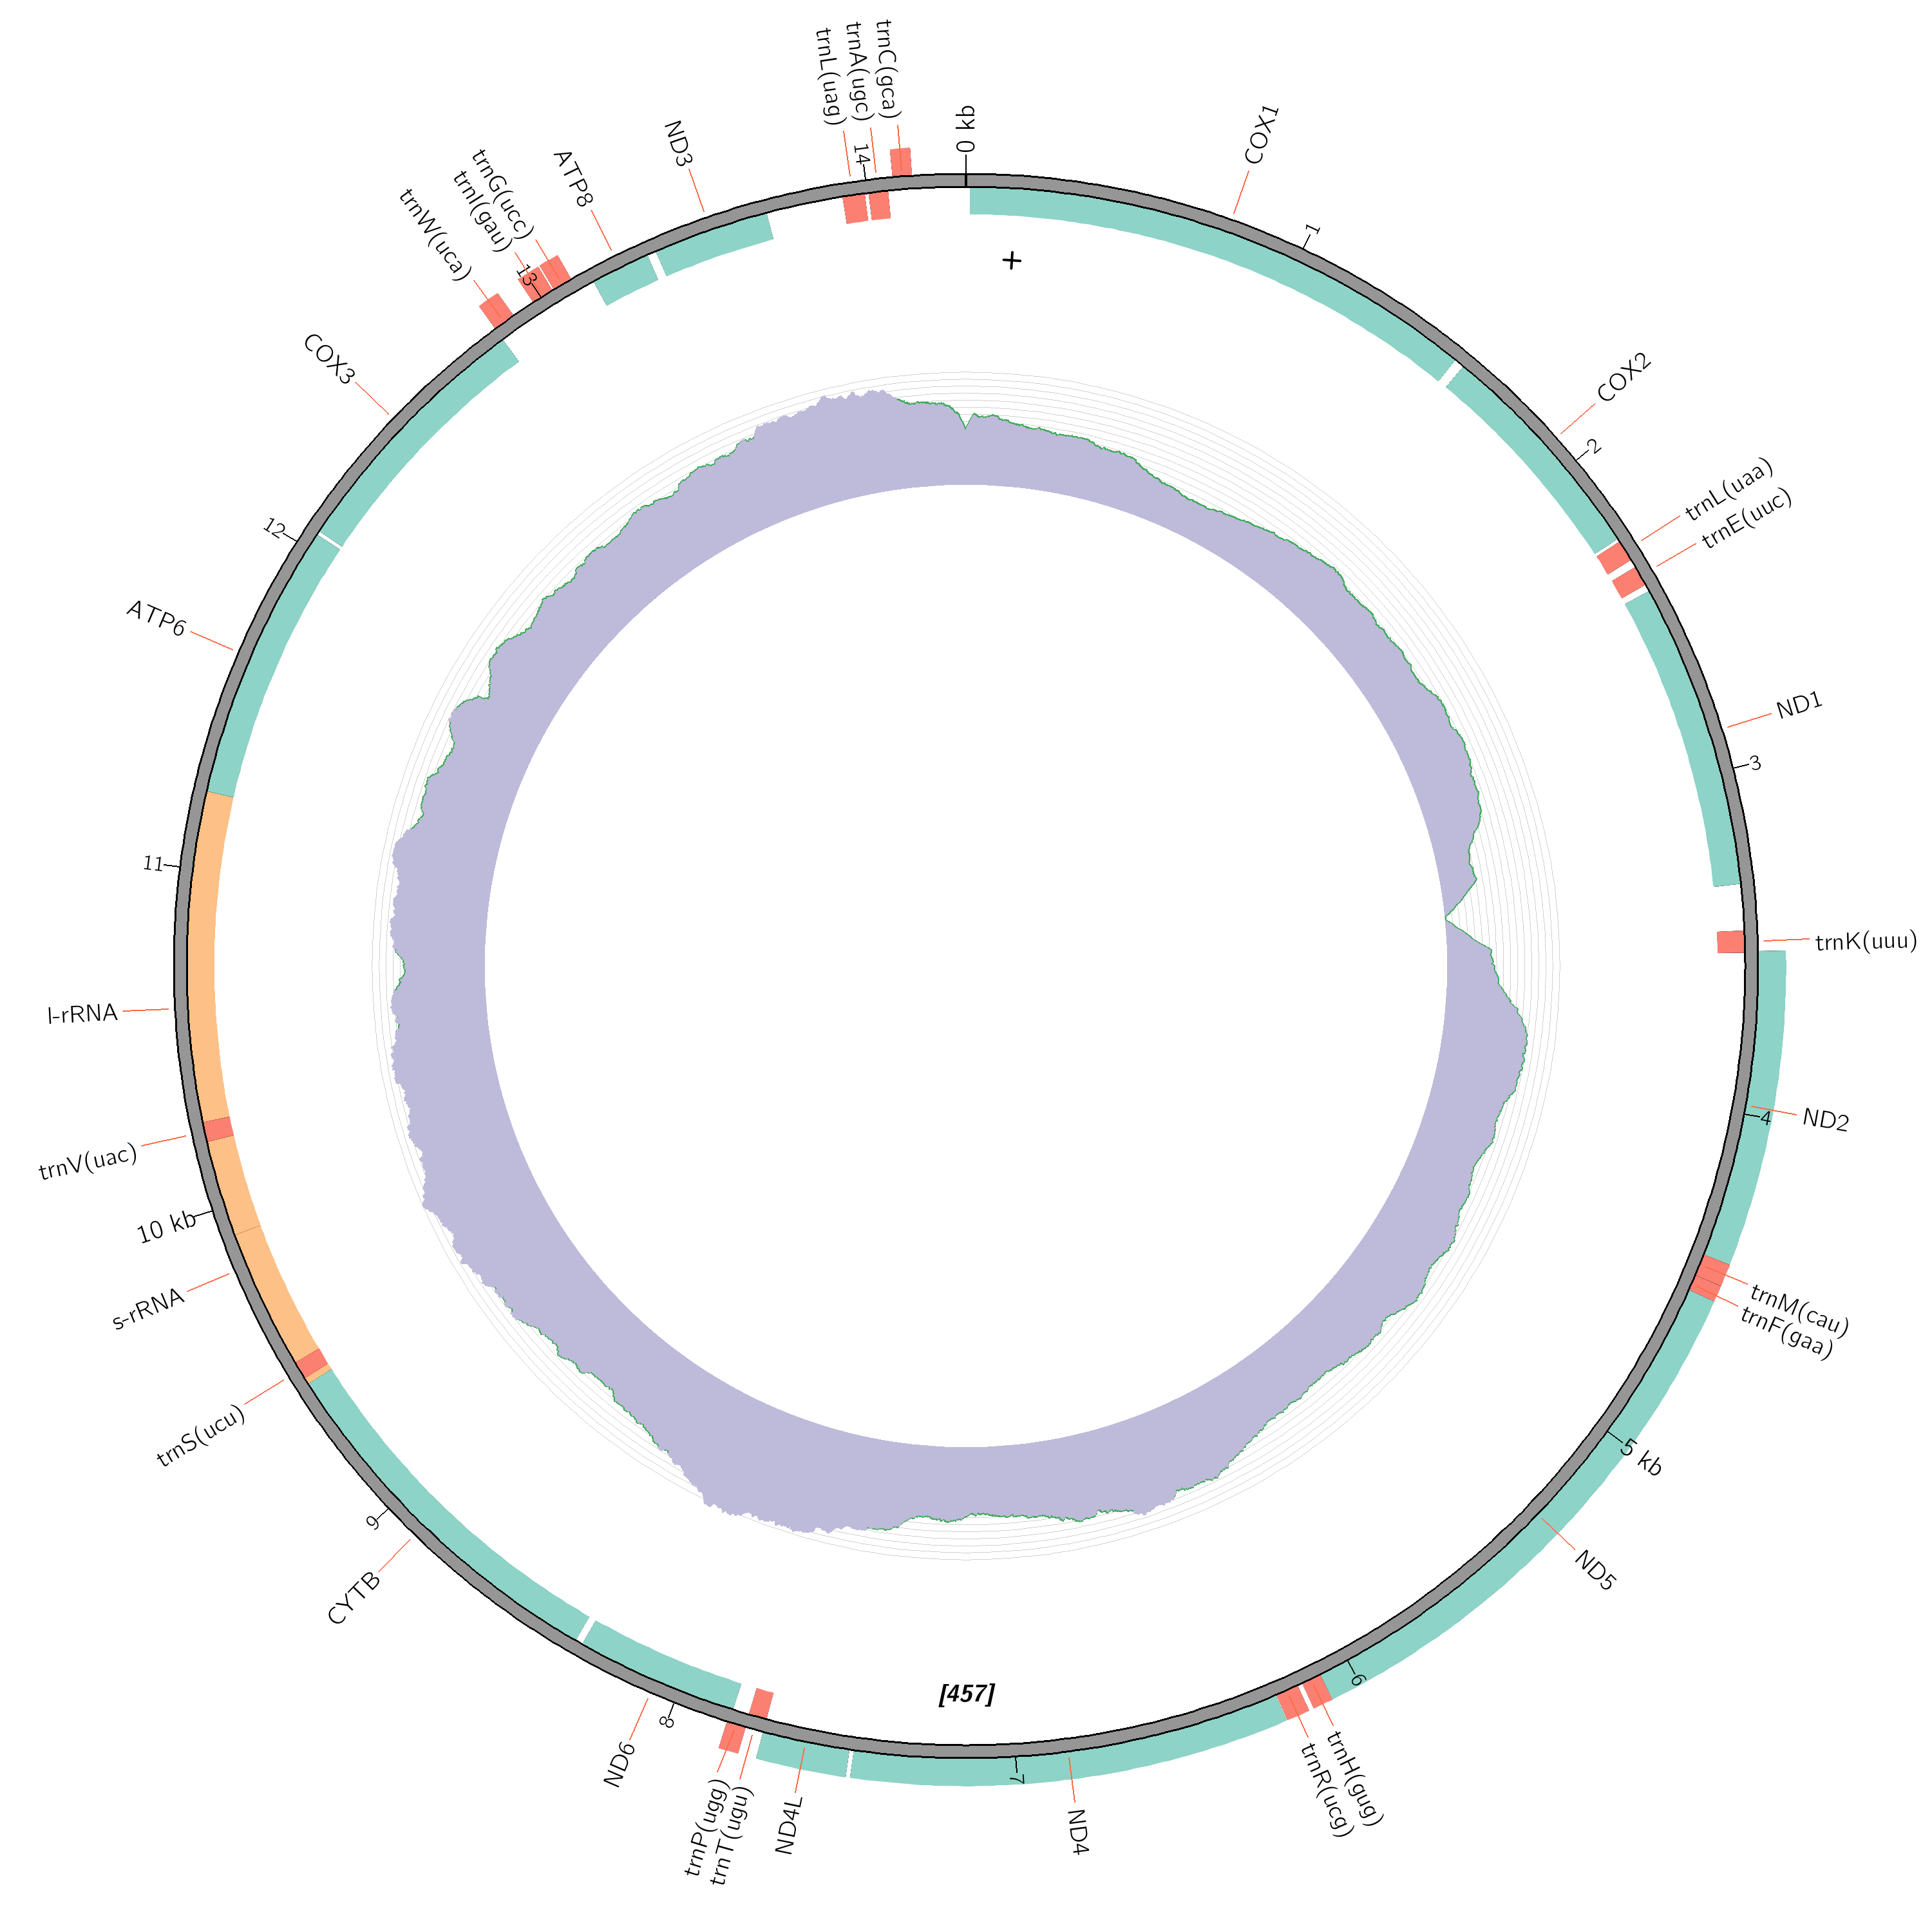 0 kb
COX1
1
COX2
2
trnL(uaa)
trnE(uuc)
ND1
3
trnK(uuu)
ND2
4
trnM(cau)
trnF(gaa)
5 kb
ND5
6
trnH(gug)
trnR(ucg)
ND4
7
ND4L
trnT(ugu)
trnP(ugg)
8
ND6
CYTB
9
trnS(ucu)
s-rRNA
10 kb
trnV(uac)
l-rRNA
11
ATP6
12
COX3
trnW(uca)
13
trnI(gau)
trnG(ucc)
ATP8
ND3
trnL(uag)
14
trnA(ugc)
trnC(gca)
+
[457]